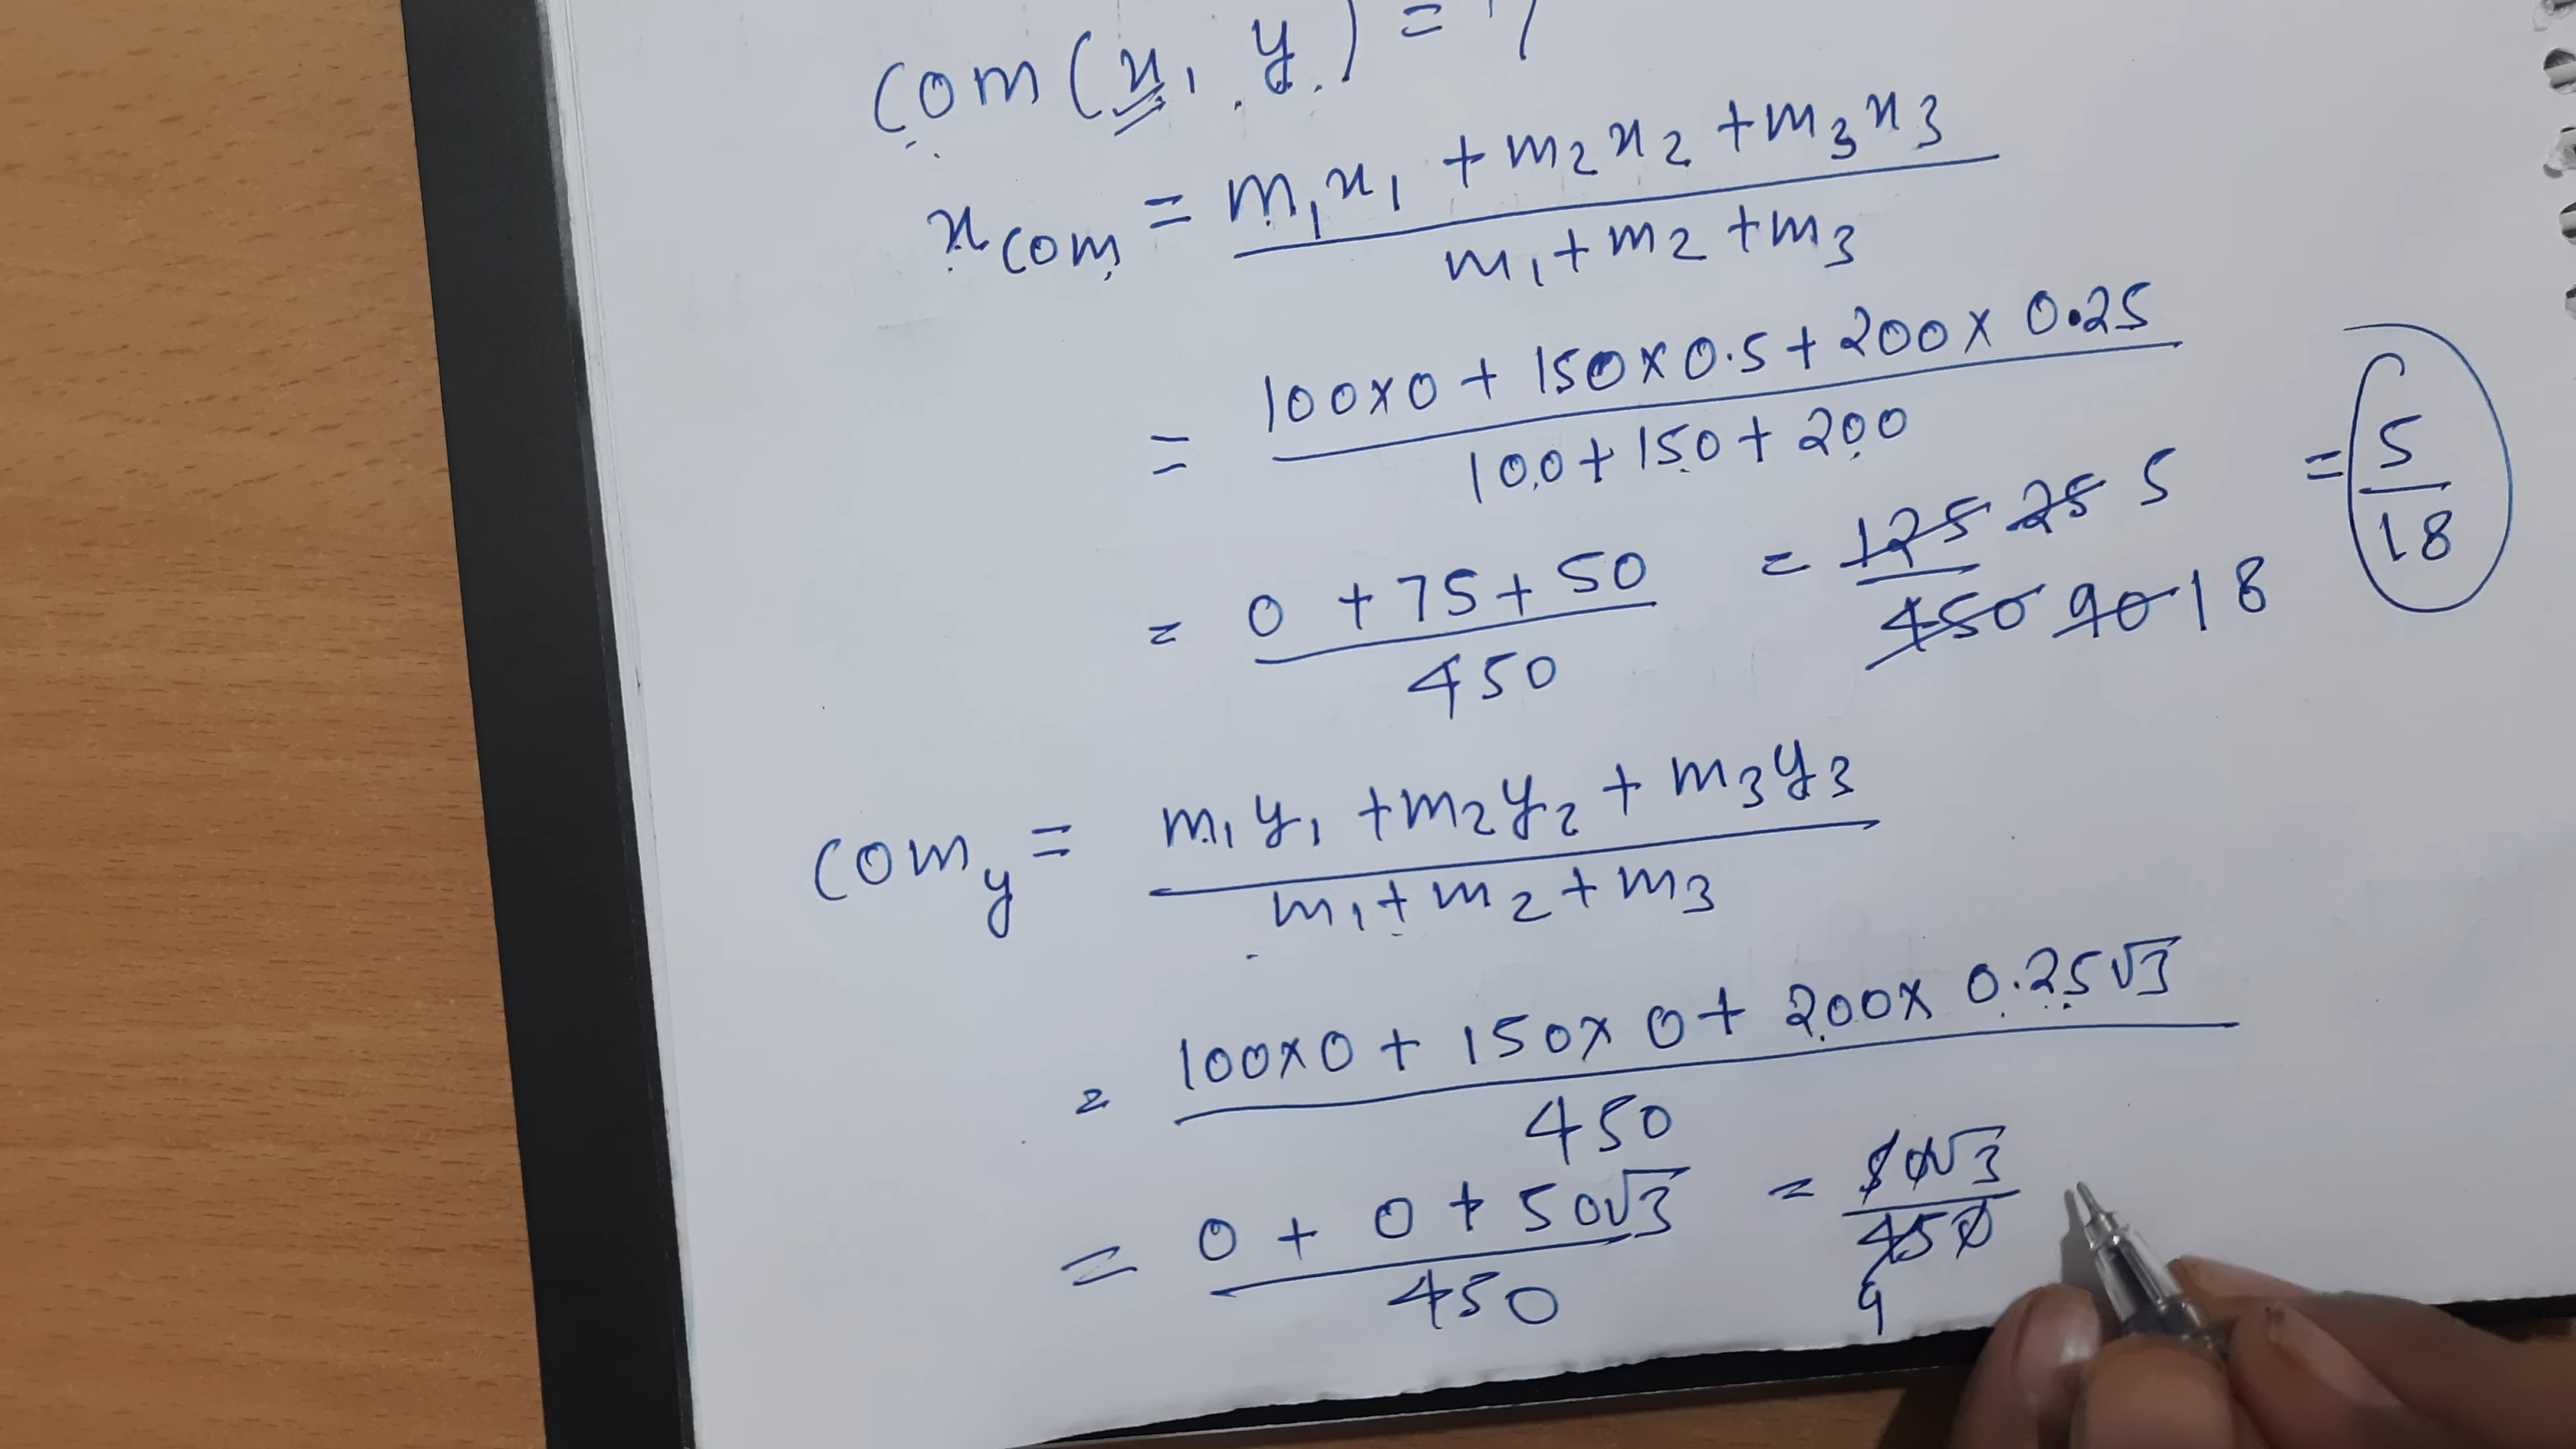 com(x, y) = ?
x com = m1x1 + m2x2 + m3x3 / m1 + m2 + m3
= 100×0 + 150×0.5 + 200×0.25 / 100 + 150 + 200
= 0 + 75 + 50 / 450 = 125 25 5 / 450 90 18 = 5 / 18
com y = m1y1 + m2y2 + m3y3 / m1 + m2 + m3
= 100×0 + 150×0 + 200×0.25√3 / 450
= 0 + 0 + 50√3 / 450 = 50√3 / 450
9